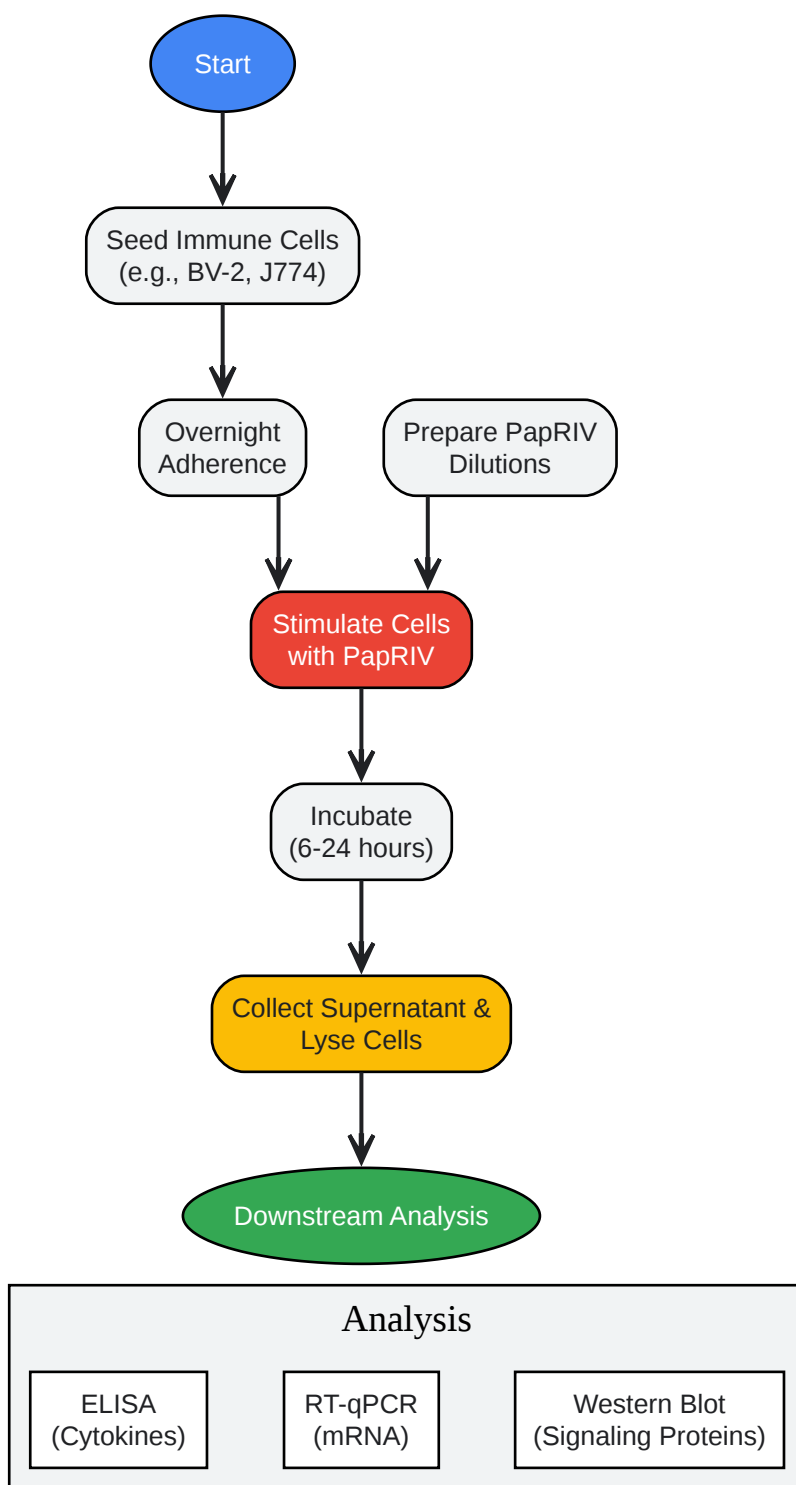 Start
Seed Immune Cells
(e.g., BV-2, J774)
Overnight
Adherence
Prepare PapRIV
Dilutions
Stimulate Cells
with PapRIV
Incubate
(6-24 hours)
Collect Supernatant &
Lyse Cells
Downstream Analysis
Analysis
ELISA
(Cytokines)
RT-qPCR
(mRNA)
Western Blot
(Signaling Proteins)